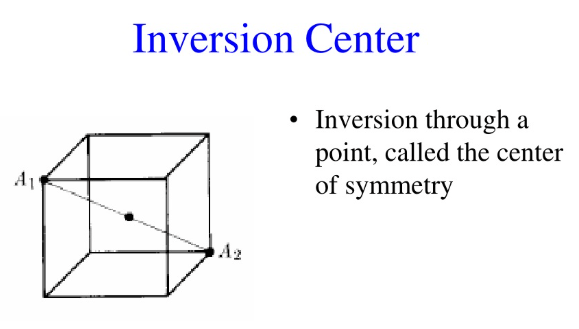 Inversion Center
• Inversion through a
point, called the center
of symmetry
A1
A2